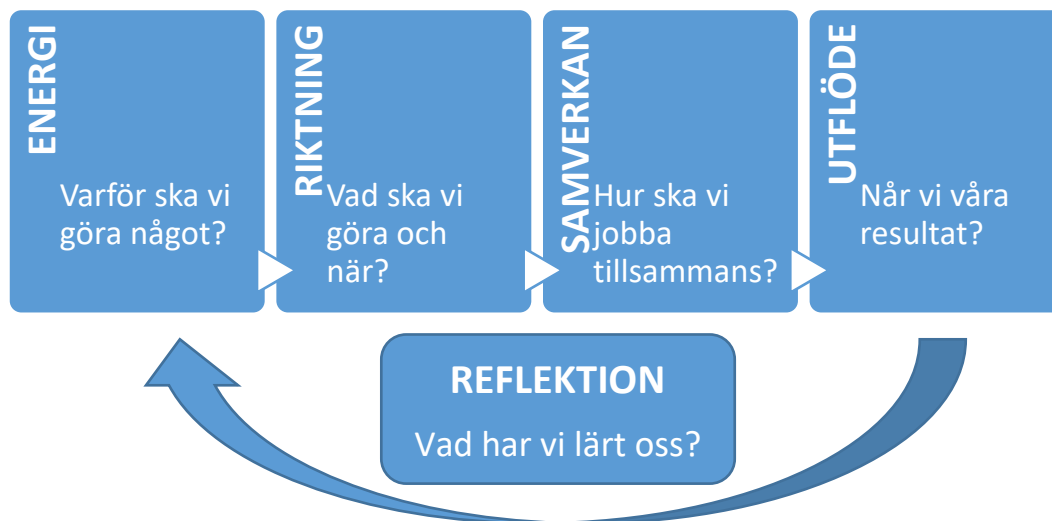 ENERGI
Varför ska vi
göra något?
RIKTNING
Vad ska vi
göra och
när?
SAMVERKAN
Hur ska vi
jobba
tillsammans?
UTFLÖDE
Når vi våra
resultat?
REFLEKTION
Vad har vi lärt oss?